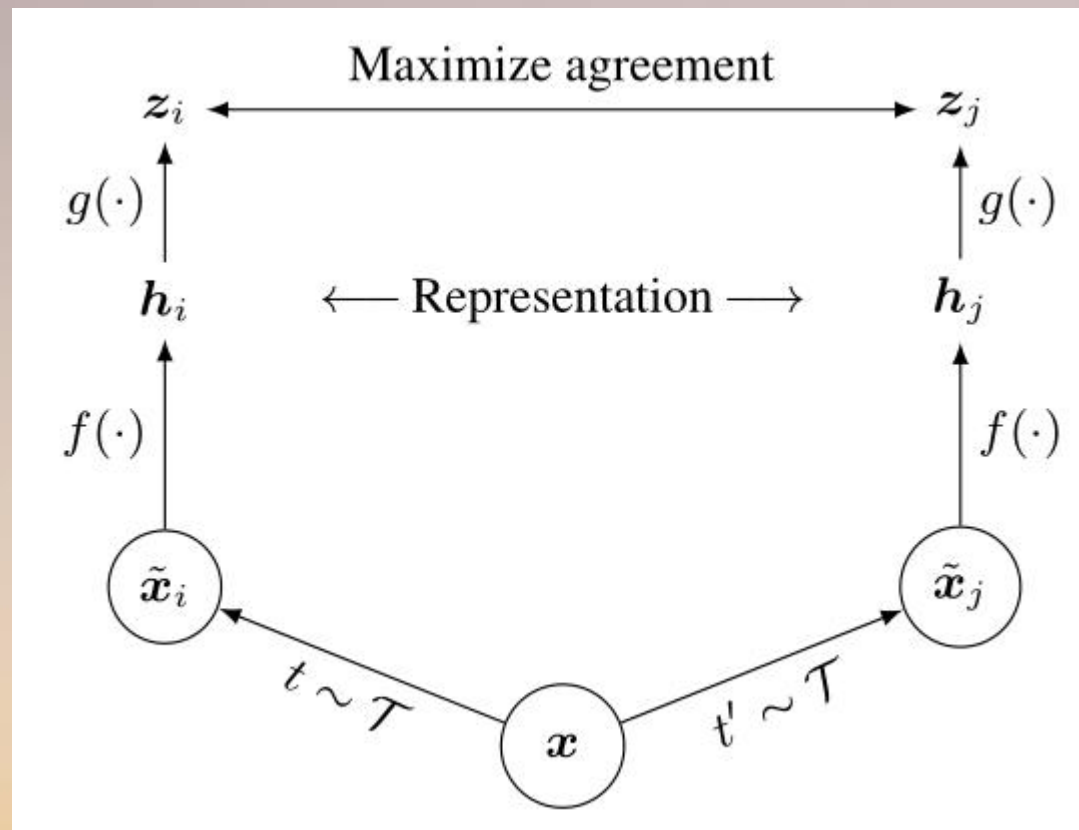 Maximize agreement
z_i z_j
g(·) g(·)
h_i ← Representation → h_j
f(·) f(·)
x̃_i x̃_j
t ~ 𝒯 t' ~ 𝒯
x